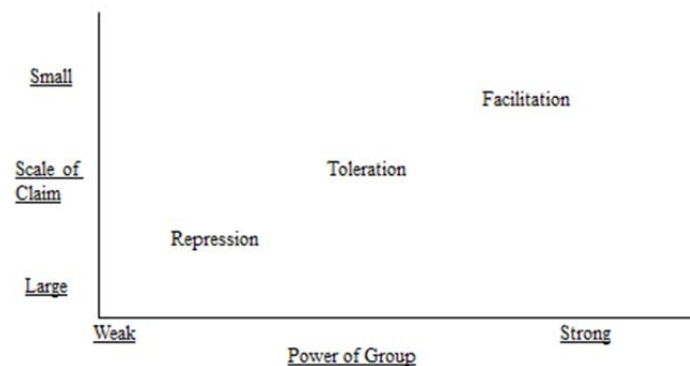 Small
Facilitation
Scale of
Claim
Toleration
Repression
Large
Weak
Strong
Power of Group